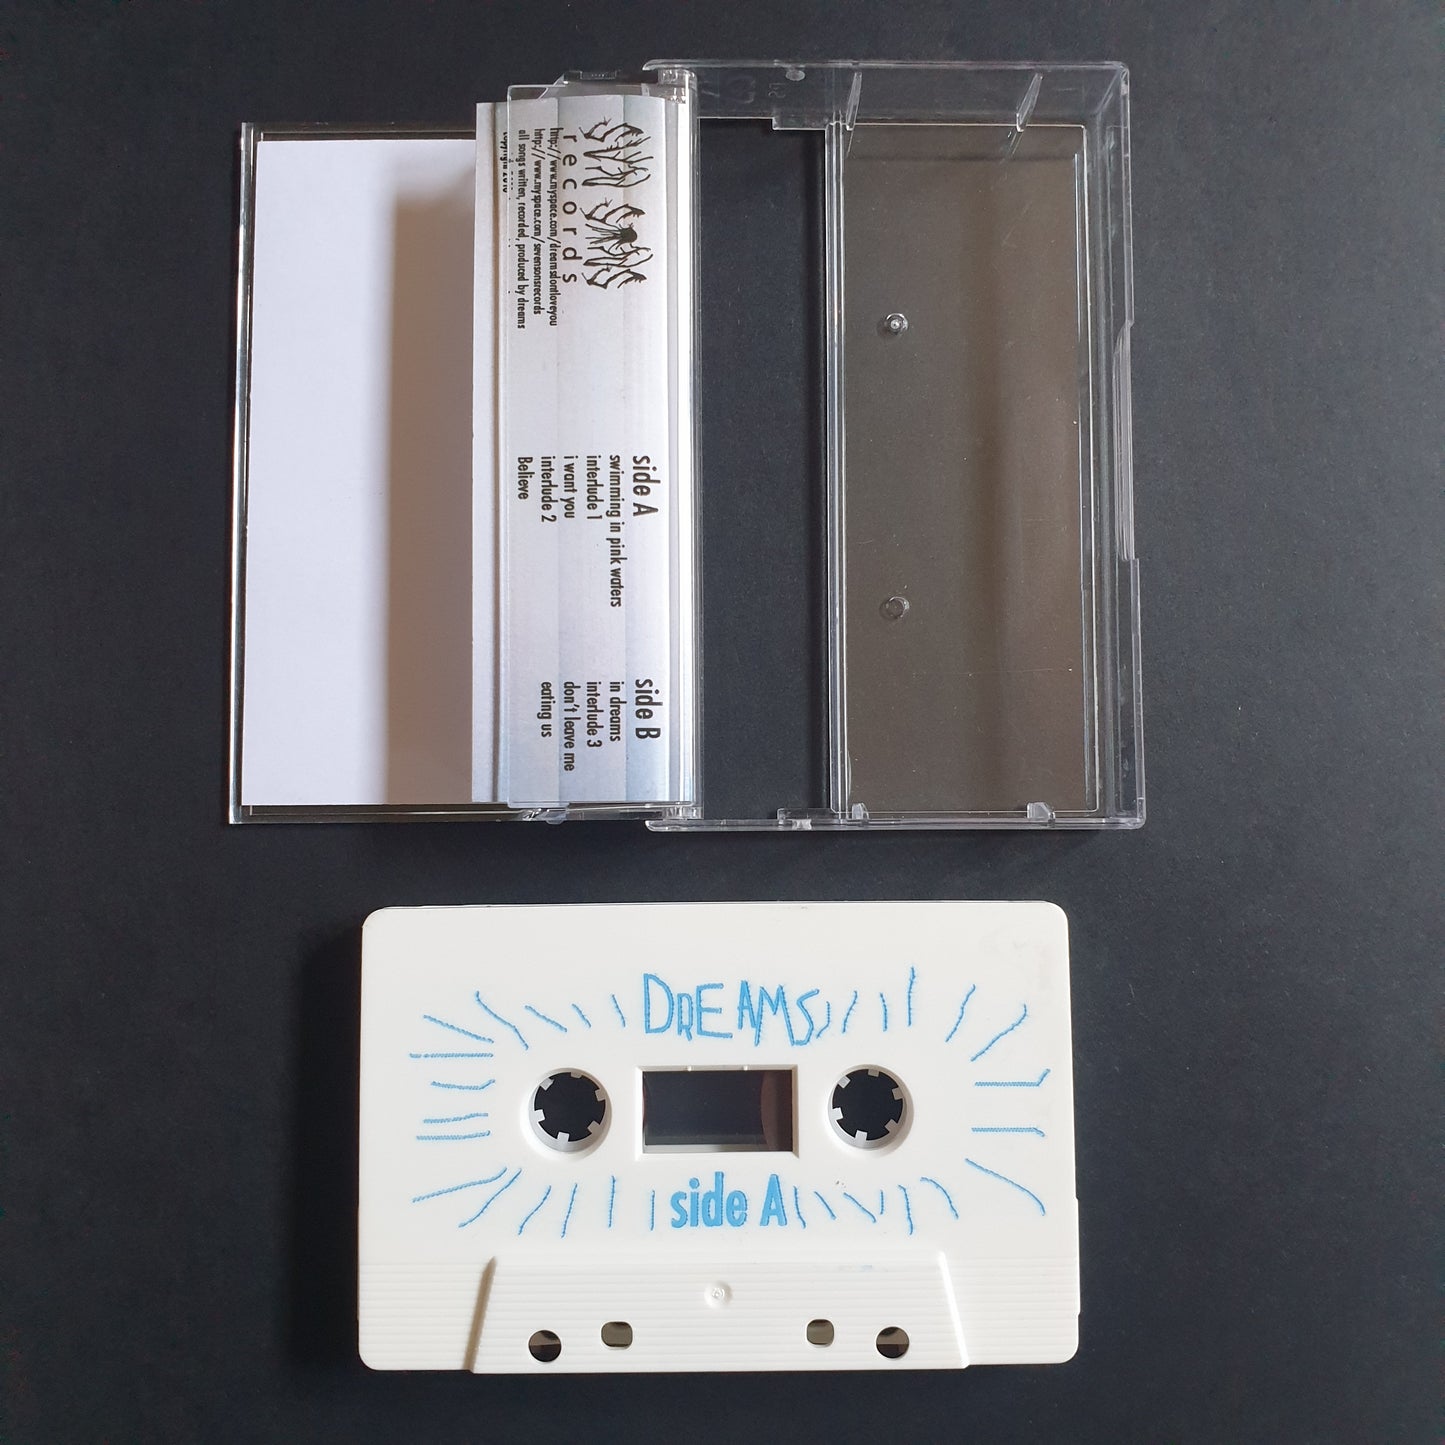 records
http://www.myspace.com/dreamsdontloveyou
http://www.myspace.com/sevensonsrecords
all songs written, recorded, produced by dreams
side A
swimming in pink waters
interlude 1
i want you
interlude 2
Believe
side B
in dreams
interlude 3
don't leave me
eating us
DREAMS
side A